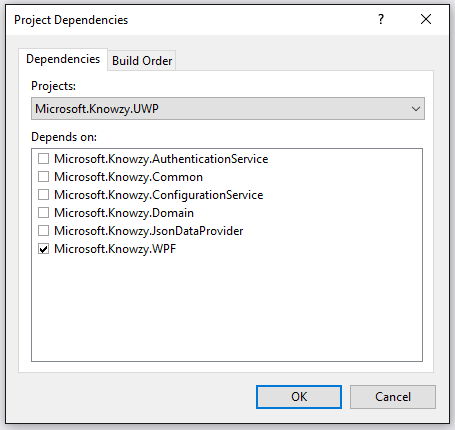 Project Dependencies
?
Dependencies
Build Order
Projects:
Microsoft.Knowzy.UWP
Depends on:
Microsoft.Knowzy.AuthenticationService
Microsoft.Knowzy.Common
Microsoft.Knowzy.ConfigurationService
Microsoft.Knowzy.Domain
Microsoft.Knowzy.JsonDataProvider
Microsoft.Knowzy.WPF
OK
Cancel